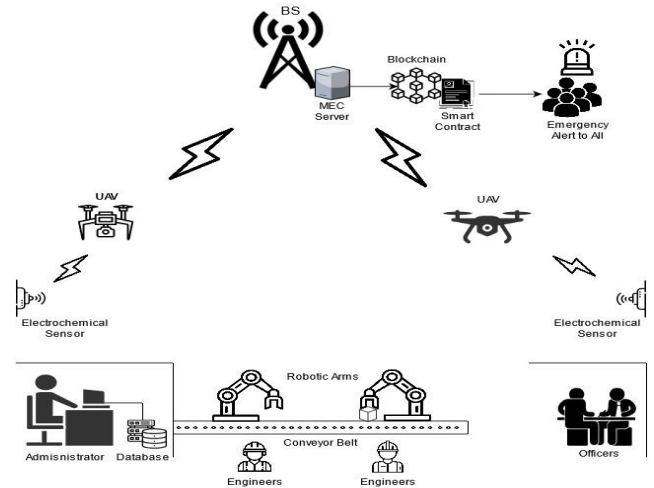 BS
MEC
Server
Blockchain
Smart
Contract
Emergency
Alert to All
UAV
UAV
Electrochemical
Sensor
Electrochemical
Sensor
Robotic Arms
Conveyor Belt
Admisnistrator
Database
Engineers
Engineers
Officers